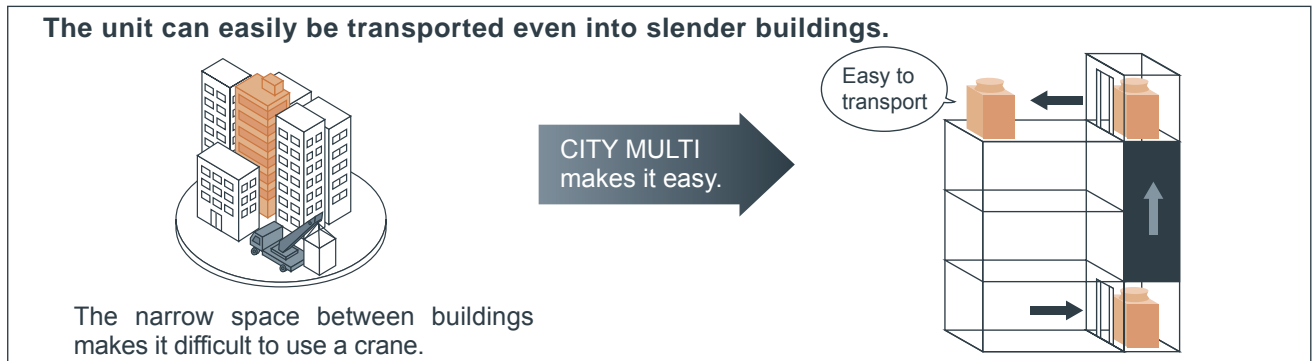 The unit can easily be transported even into slender buildings.
Easy to
transport
CITY MULTI
makes it easy.
The narrow space between buildings
makes it difficult to use a crane.